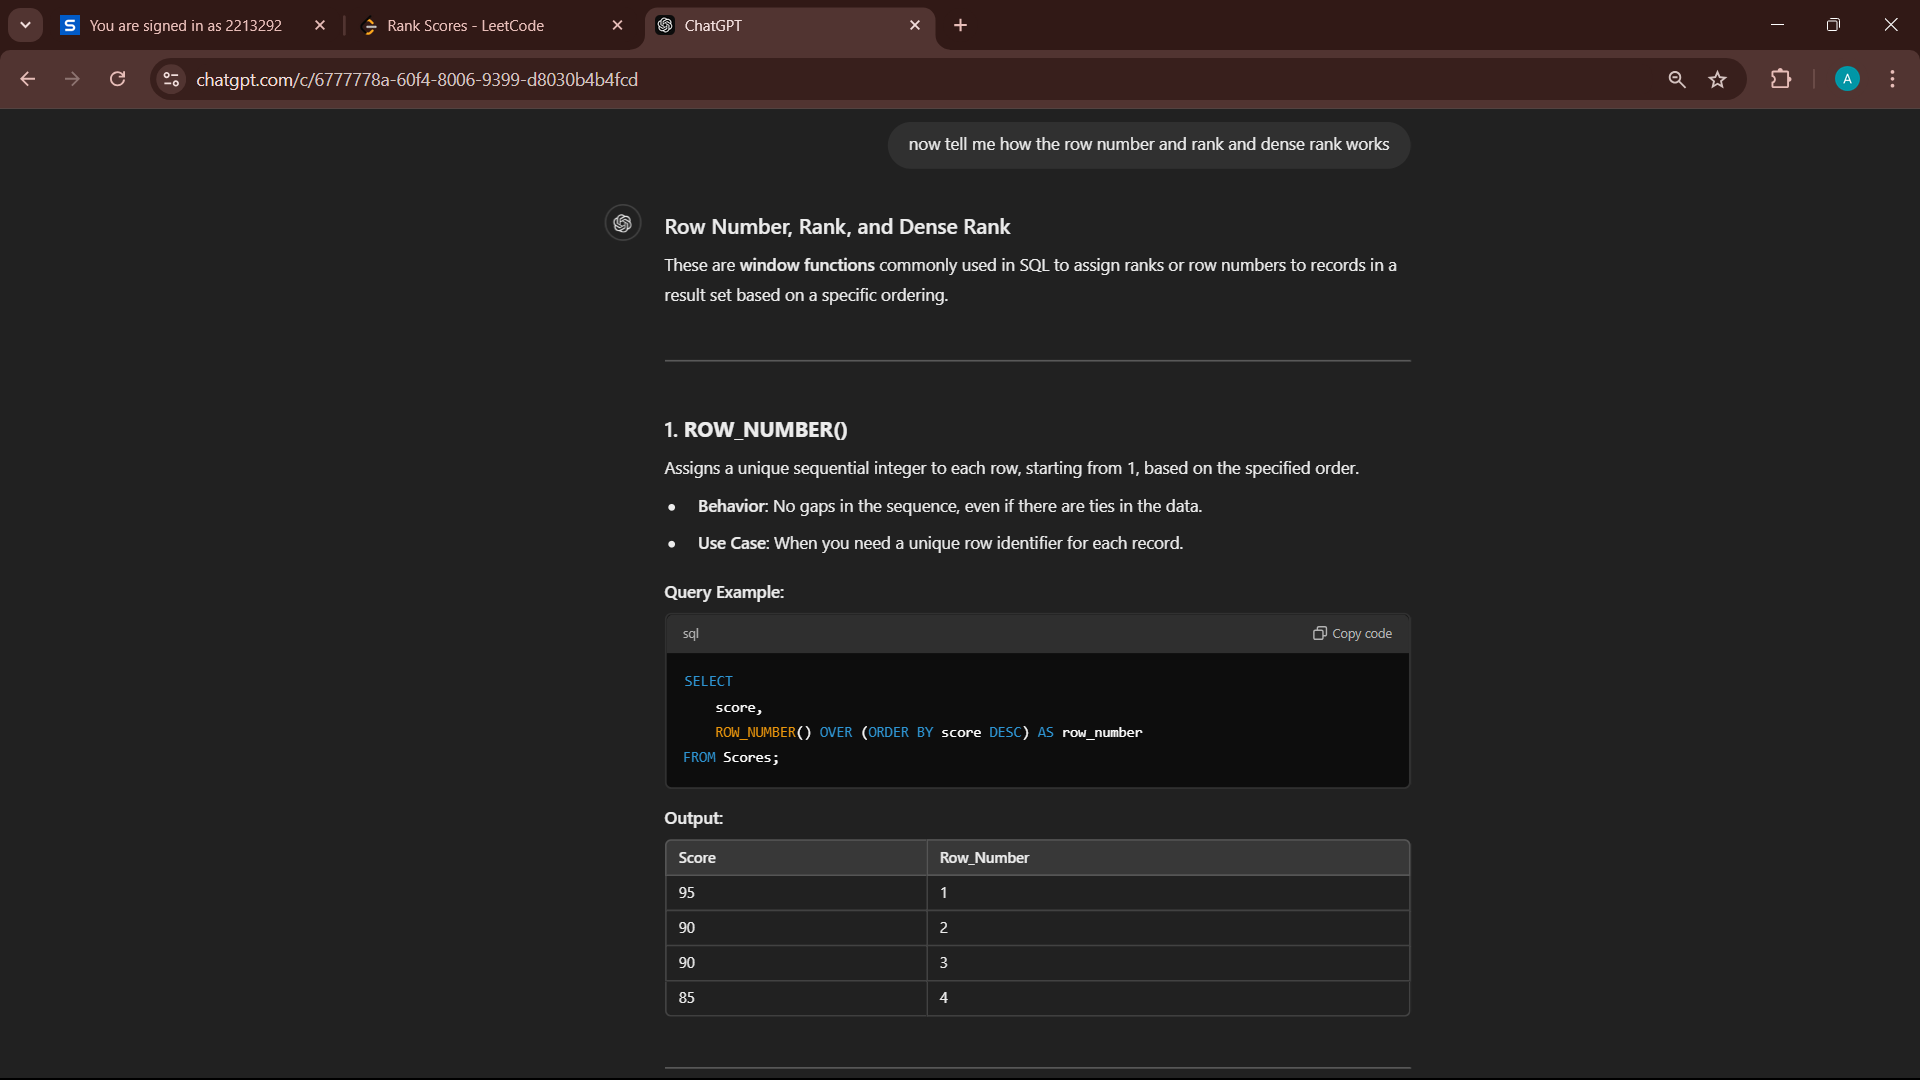 You are signed in as 2213292
Rank Scores - LeetCode
ChatGPT
chatgpt.com/c/6777778a-60f4-8006-9399-d8030b4b4fcd
A
now tell me how the row number and rank and dense rank works
Row Number, Rank, and Dense Rank
These are window functions commonly used in SQL to assign ranks or row numbers to records in a
result set based on a specific ordering.
1. ROW_NUMBER()
Assigns a unique sequential integer to each row, starting from 1, based on the specified order.
• Behavior: No gaps in the sequence, even if there are ties in the data.
• Use Case: When you need a unique row identifier for each record.
Query Example:
sql Copy code
SELECT
score,
ROW_NUMBER() OVER (ORDER BY score DESC) AS row_number
FROM Scores;
Output:
Score Row_Number
95 1
90 2
90 3
85 4